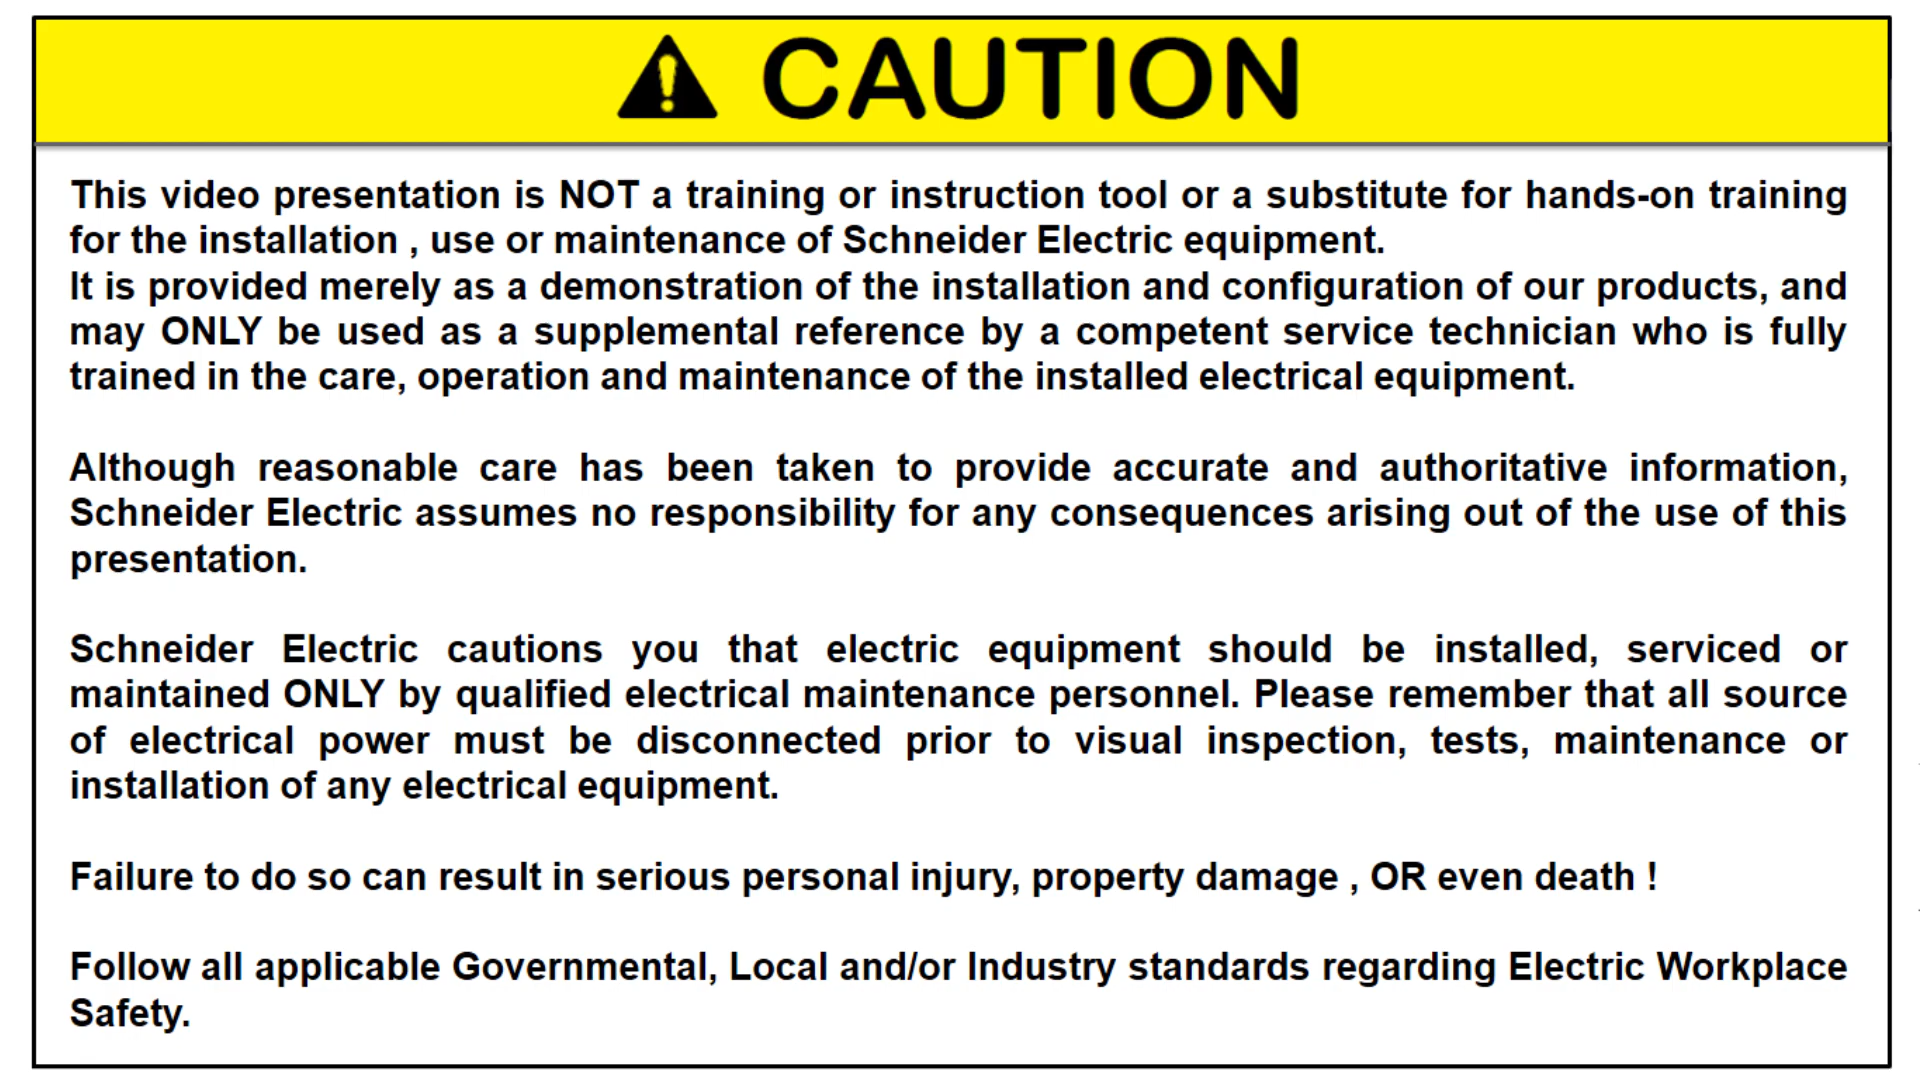 CAUTION
This video presentation is NOT a training or instruction tool or a substitute for hands-on training
for the installation , use or maintenance of Schneider Electric equipment.
It is provided merely as a demonstration of the installation and configuration of our products, and
may ONLY be used as a supplemental reference by a competent service technician who is fully
trained in the care, operation and maintenance of the installed electrical equipment.
Although reasonable care has been taken to provide accurate and authoritative information,
Schneider Electric assumes no responsibility for any consequences arising out of the use of this
presentation.
Schneider Electric cautions you that electric equipment should be installed, serviced or
maintained ONLY by qualified electrical maintenance personnel. Please remember that all source
of electrical power must be disconnected prior to visual inspection, tests, maintenance or
installation of any electrical equipment.
Failure to do so can result in serious personal injury, property damage , OR even death !
Follow all applicable Governmental, Local and/or Industry standards regarding Electric Workplace
Safety.